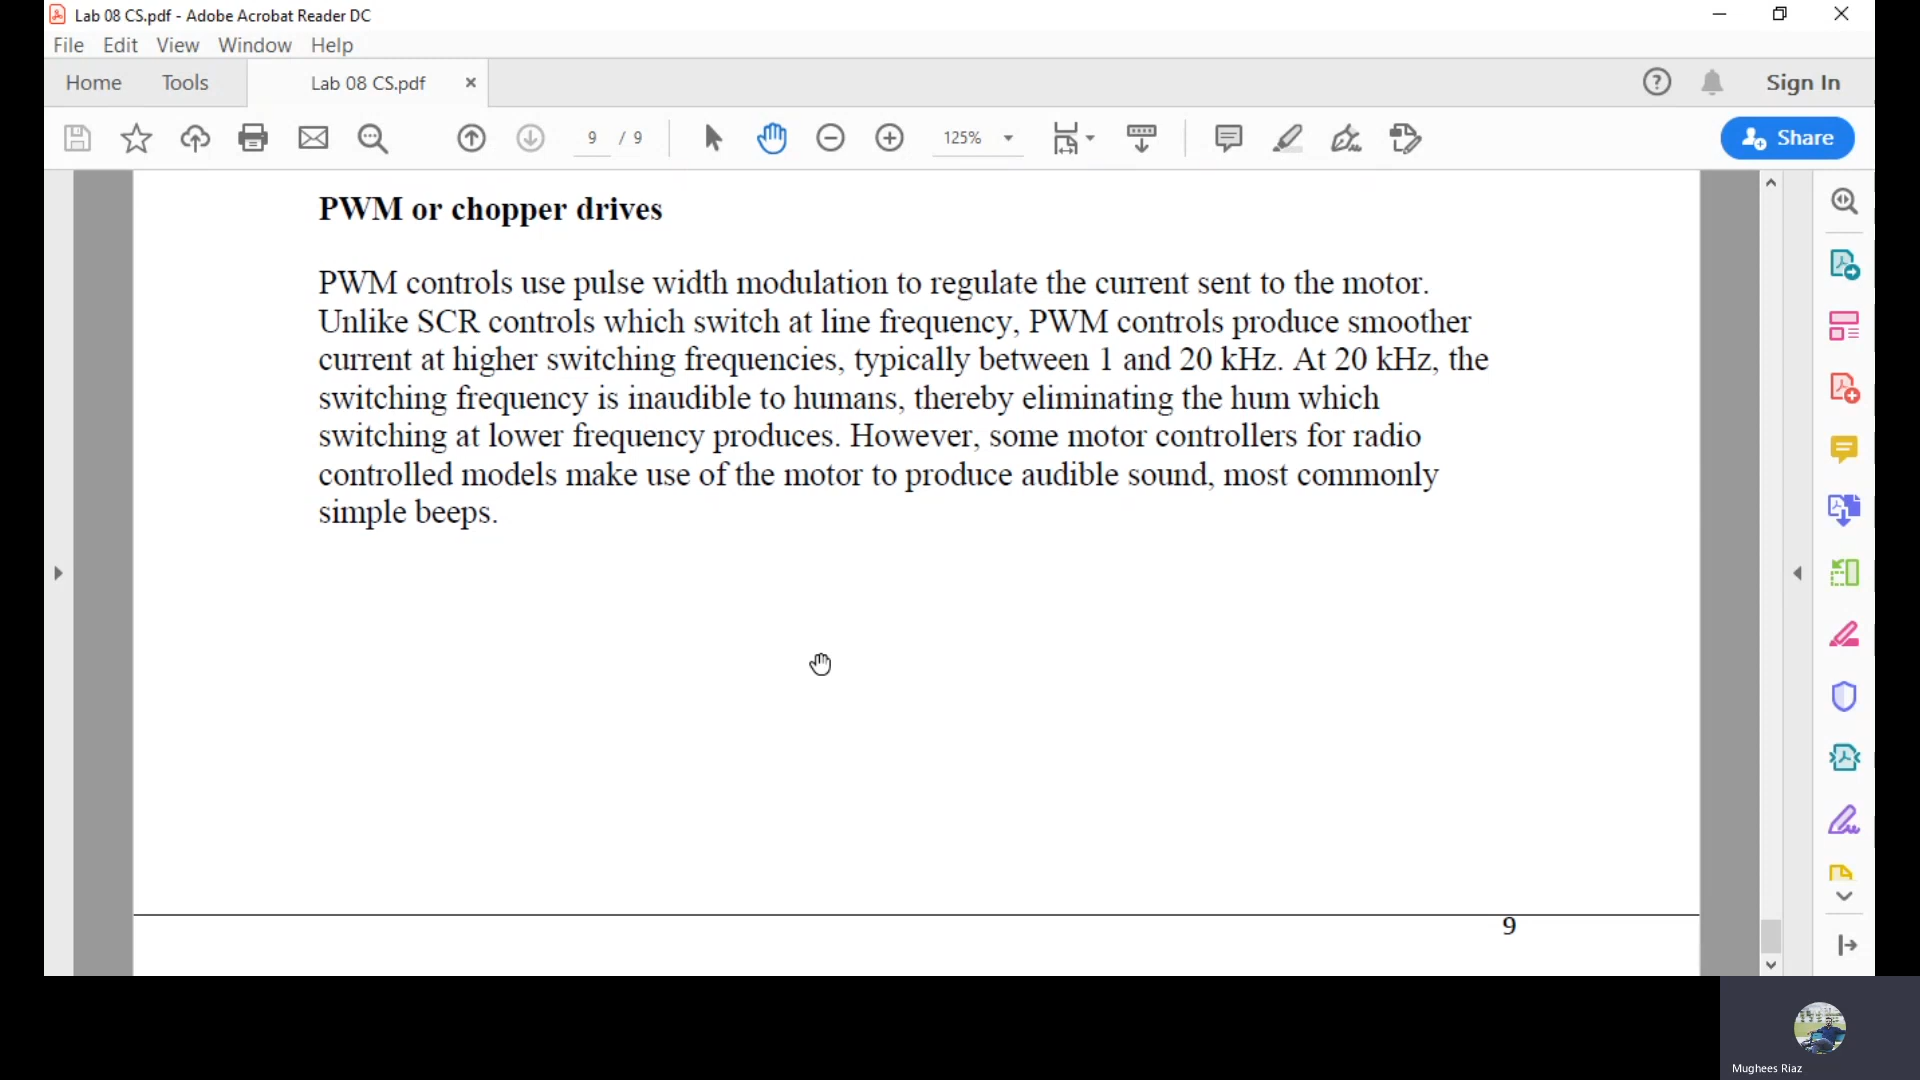 Lab 08 CS.pdf - Adobe Acrobat Reader DC
File Edit View Window Help
Home Tools Lab 08 CS.pdf Sign In
9 / 9 125% Share
PWM or chopper drives
PWM controls use pulse width modulation to regulate the current sent to the motor.
Unlike SCR controls which switch at line frequency, PWM controls produce smoother
current at higher switching frequencies, typically between 1 and 20 kHz. At 20 kHz, the
switching frequency is inaudible to humans, thereby eliminating the hum which
switching at lower frequency produces. However, some motor controllers for radio
controlled models make use of the motor to produce audible sound, most commonly
simple beeps.
9
Mughees Riaz